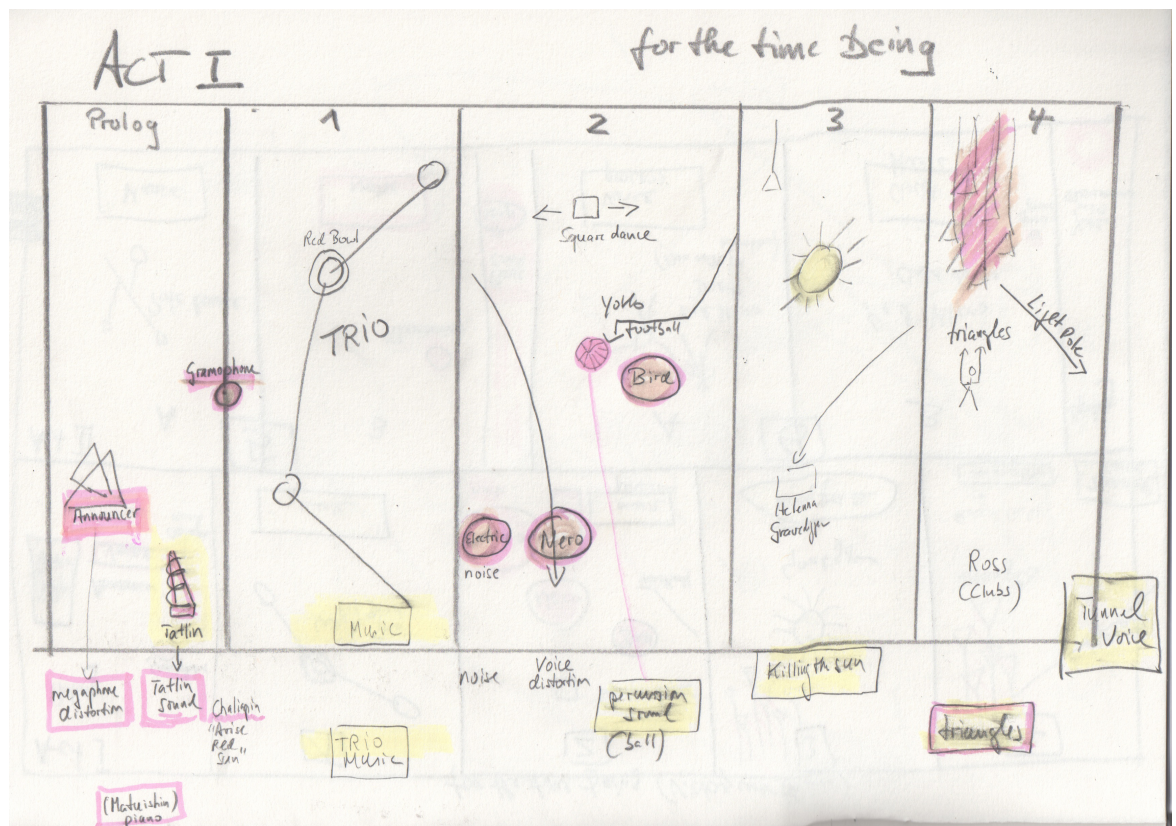 ACT I
for the time Being
Prolog
1
2
3
4
Red Bowl
TRIO
Gramophone
Square dance
Yoko
football
Bird
triangles
Announcer
Tatlin
Electric
noise
Nero
Helenna
Ross
(Clubs)
Music
Tunnel
Voice
megaphone
distortion
Tatlin
Sound
Chaliapin
"Arise
Red
Sun"
TRIO
Music
noise
Voice
distortion
percussion
sound
(ball)
Killing the sun
triangles
(Matuishin)
piano